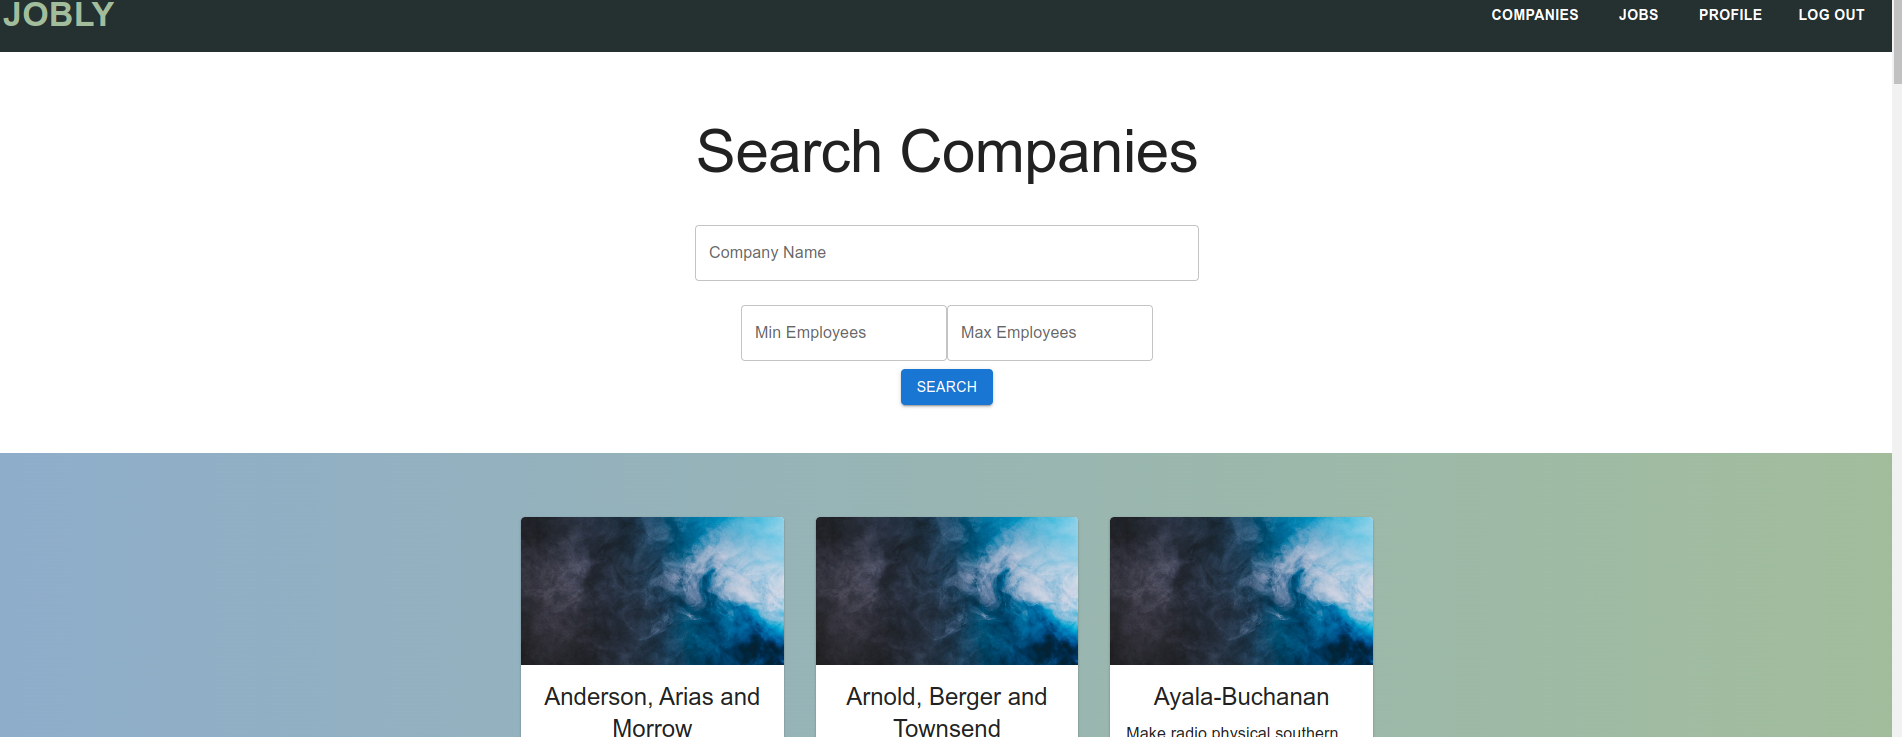 JOBLY
COMPANIES JOBS PROFILE LOG OUT
Search Companies
Company Name
Min Employees Max Employees
SEARCH
Anderson, Arias and
Morrow
Arnold, Berger and
Townsend
Ayala-Buchanan
Make radio physical southern